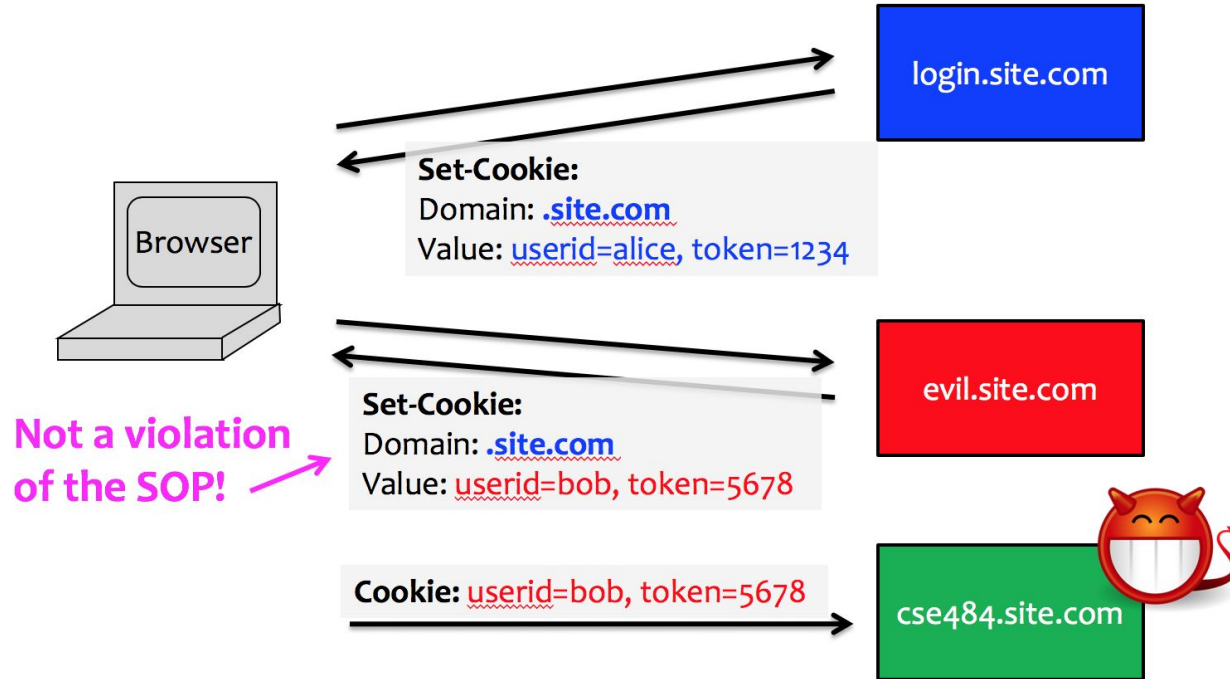 login.site.com
Set-Cookie:
Domain: .site.com
Value: userid=alice, token=1234
Browser
evil.site.com
Set-Cookie:
Domain: .site.com
Value: userid=bob, token=5678
Not a violation
of the SOP!
Cookie: userid=bob, token=5678
cse484.site.com